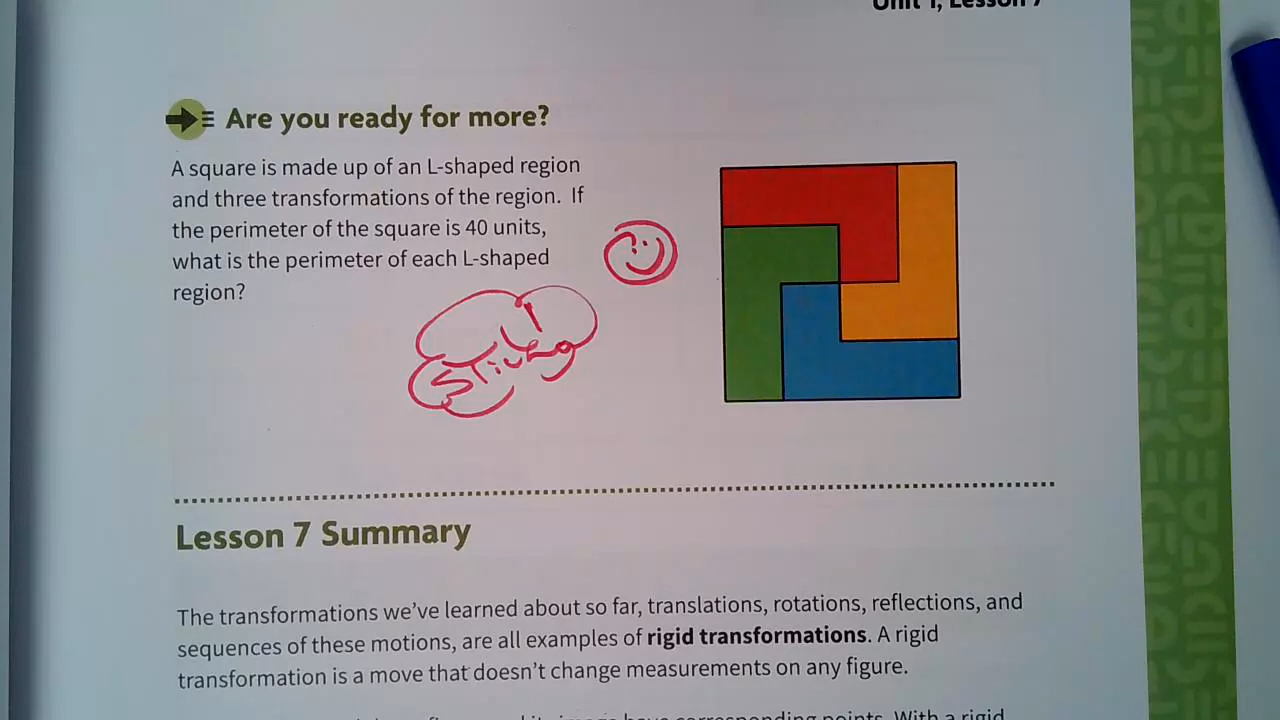 Unit 1, Lesson 7
Are you ready for more?
A square is made up of an L-shaped region
and three transformations of the region. If
the perimeter of the square is 40 units,
what is the perimeter of each L-shaped
region?
Lesson 7 Summary
The transformations we’ve learned about so far, translations, rotations, reflections, and
sequences of these motions, are all examples of rigid transformations. A rigid
transformation is a move that doesn’t change measurements on any figure.
corresponding points. With a rigid